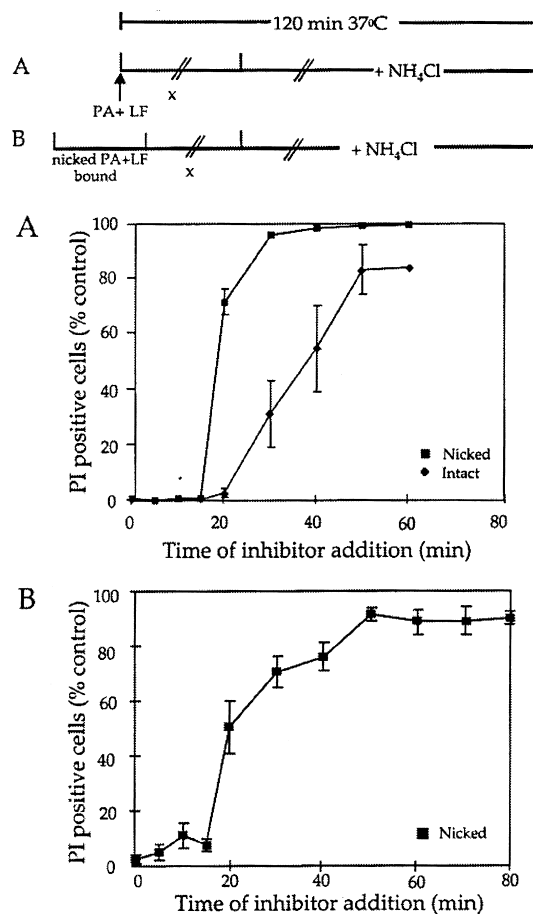 120 min 37ºC
A
+ NH₄Cl
x
PA+ LF
B
nicked PA+LF
bound
x
+ NH₄Cl
A
PI positive cells (% control)
100
80
60
40
20
0
Nicked
Intact
0
20
40
60
80
Time of inhibitor addition (min)
B
PI positive cells (% control)
100
80
60
40
20
0
Nicked
0
20
40
60
80
Time of inhibitor addition (min)